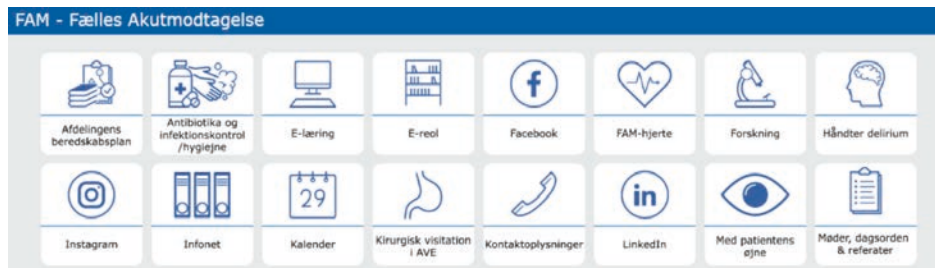 FAM - Fælles Akutmodtagelse
Afdelingens
beredskabsplan
Antibiotika og
infektionskontrol
/hygiejne
E-læring
E-reol
Facebook
FAM-hjerte
Forskning
Håndter delirium
29
Instagram
Infonet
Kalender
Kirurgisk visitation
i AVE
Kontaktoplysninger
in
LinkedIn
Med patientens
øjne
Møder, dagsorden
& referater